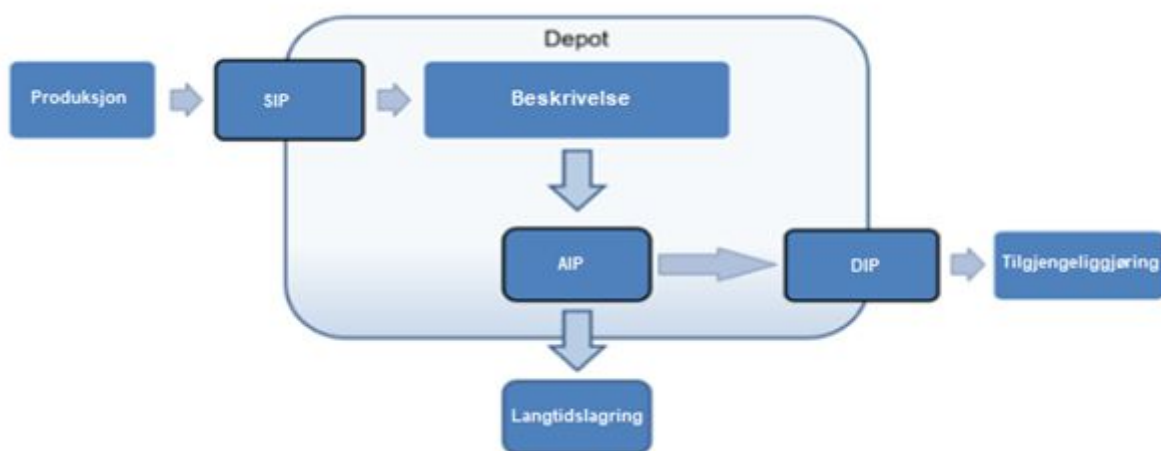 Depot
Produksjon
SIP
Beskrivelse
AIP
DIP
Tilgjengeliggjøring
Langtidslagring